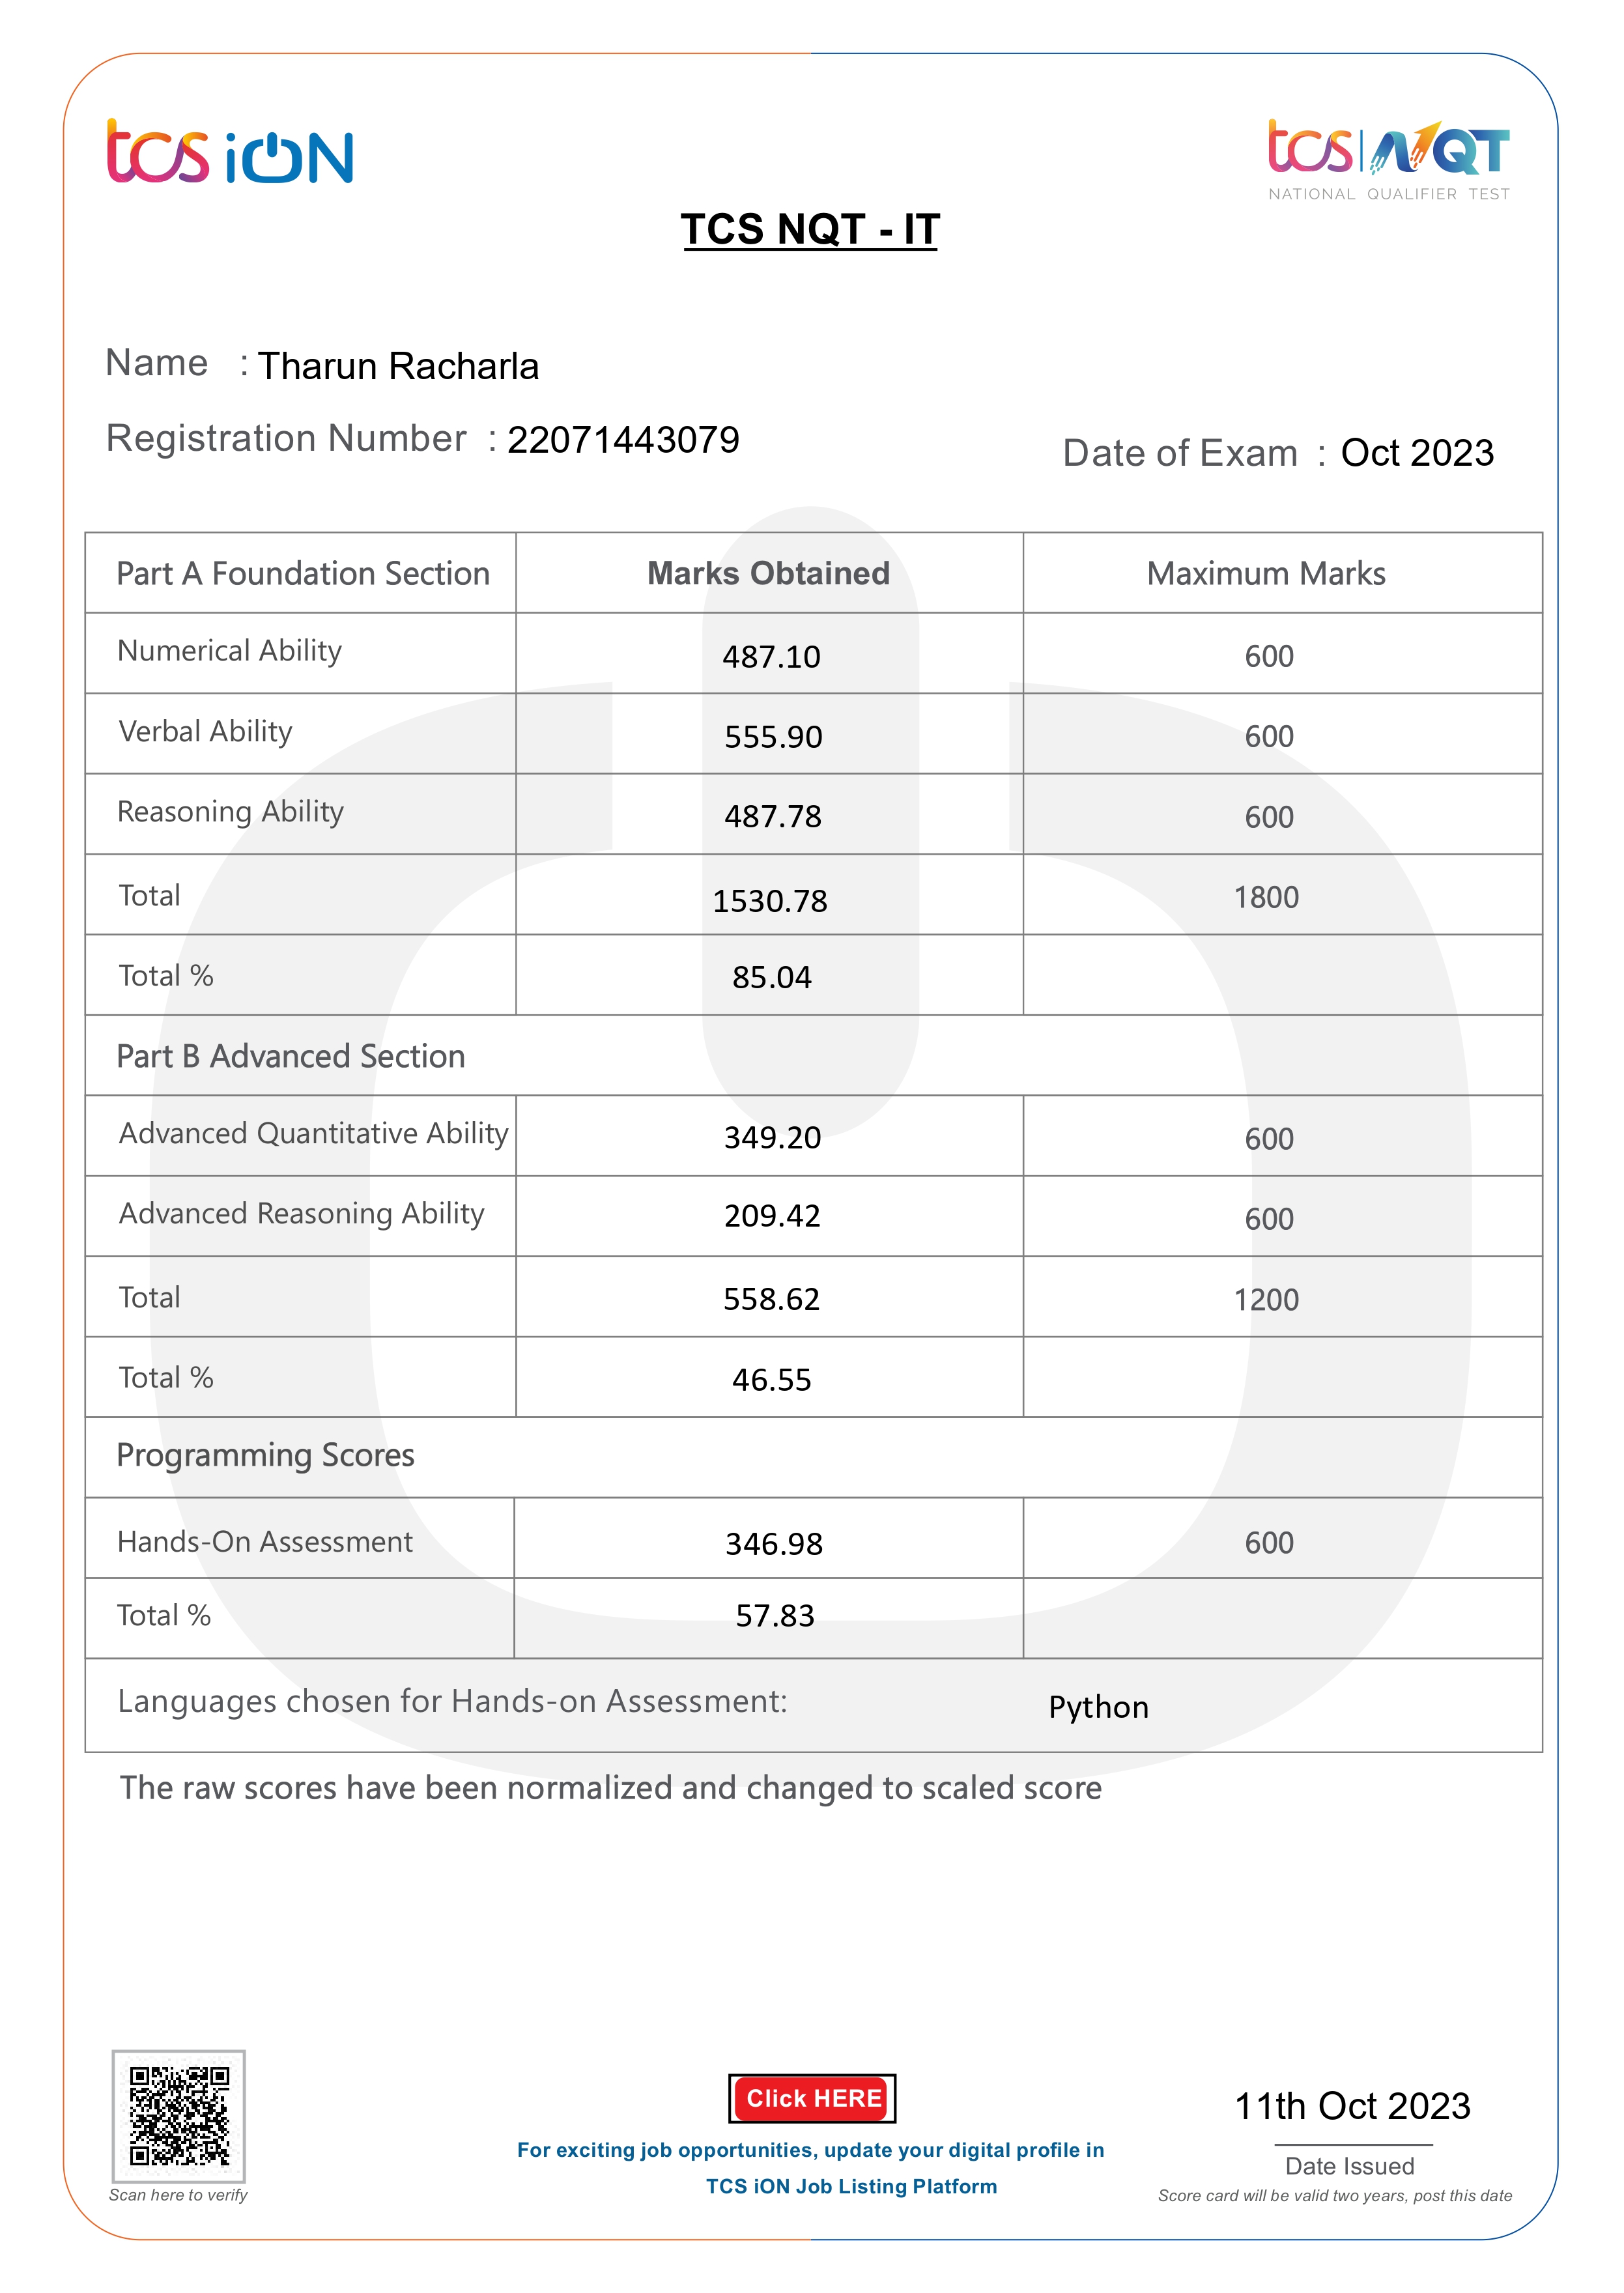 tcs iON
tcs | NQT
NATIONAL QUALIFIER TEST
TCS NQT - IT
Name : Tharun Racharla
Registration Number : 22071443079
Date of Exam : Oct 2023
Part A Foundation Section Marks Obtained Maximum Marks
Numerical Ability 487.10 600
Verbal Ability 555.90 600
Reasoning Ability 487.78 600
Total 1530.78 1800
Total % 85.04
Part B Advanced Section
Advanced Quantitative Ability 349.20 600
Advanced Reasoning Ability 209.42 600
Total 558.62 1200
Total % 46.55
Programming Scores
Hands-On Assessment 346.98 600
Total % 57.83
Languages chosen for Hands-on Assessment: Python
The raw scores have been normalized and changed to scaled score
Scan here to verify
Click HERE
For exciting job opportunities, update your digital profile in
TCS iON Job Listing Platform
11th Oct 2023
Date Issued
Score card will be valid two years, post this date